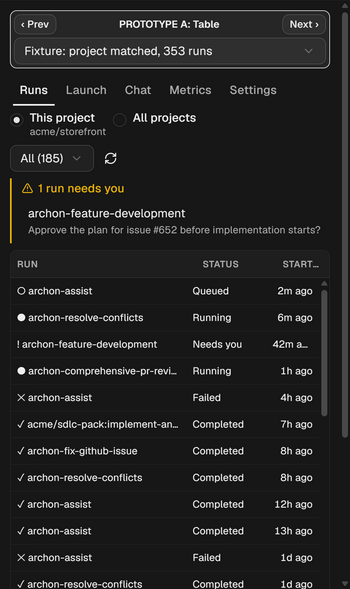 ‹ Prev PROTOTYPE A: Table Next ›
Fixture: project matched, 353 runs
Runs Launch Chat Metrics Settings
This project All projects
acme/storefront
All (185)
1 run needs you
archon-feature-development
Approve the plan for issue #652 before implementation starts?
RUN STATUS START...
archon-assist Queued 2m ago
archon-resolve-conflicts Running 6m ago
! archon-feature-development Needs you 42m a...
archon-comprehensive-pr-revi... Running 1h ago
✕ archon-assist Failed 4h ago
✓ acme/sdlc-pack:implement-an... Completed 7h ago
✓ archon-fix-github-issue Completed 8h ago
✓ archon-resolve-conflicts Completed 8h ago
✓ archon-assist Completed 12h ago
✓ archon-assist Completed 13h ago
✕ archon-assist Failed 1d ago
✓ archon-resolve-conflicts Completed 1d ago